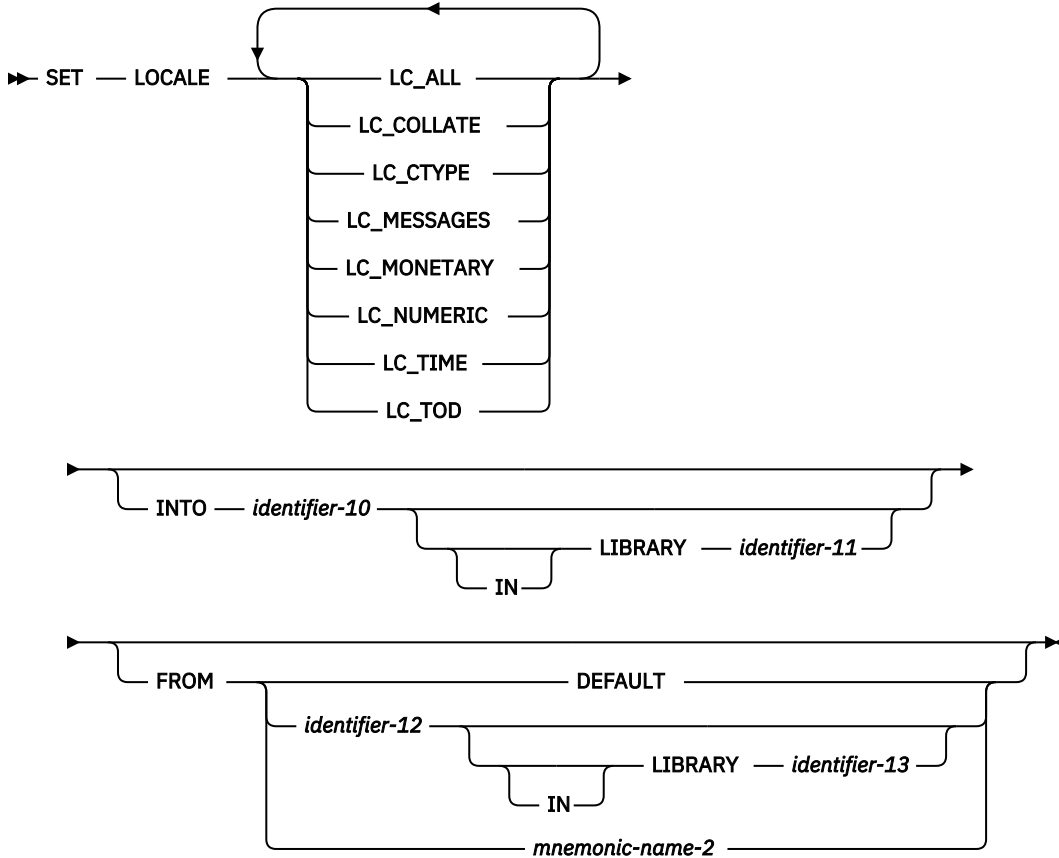 SET LOCALE LC_ALL
LC_COLLATE
LC_CTYPE
LC_MESSAGES
LC_MONETARY
LC_NUMERIC
LC_TIME
LC_TOD
INTO identifier-10
LIBRARY identifier-11
IN
FROM DEFAULT
identifier-12
LIBRARY identifier-13
IN
mnemonic-name-2